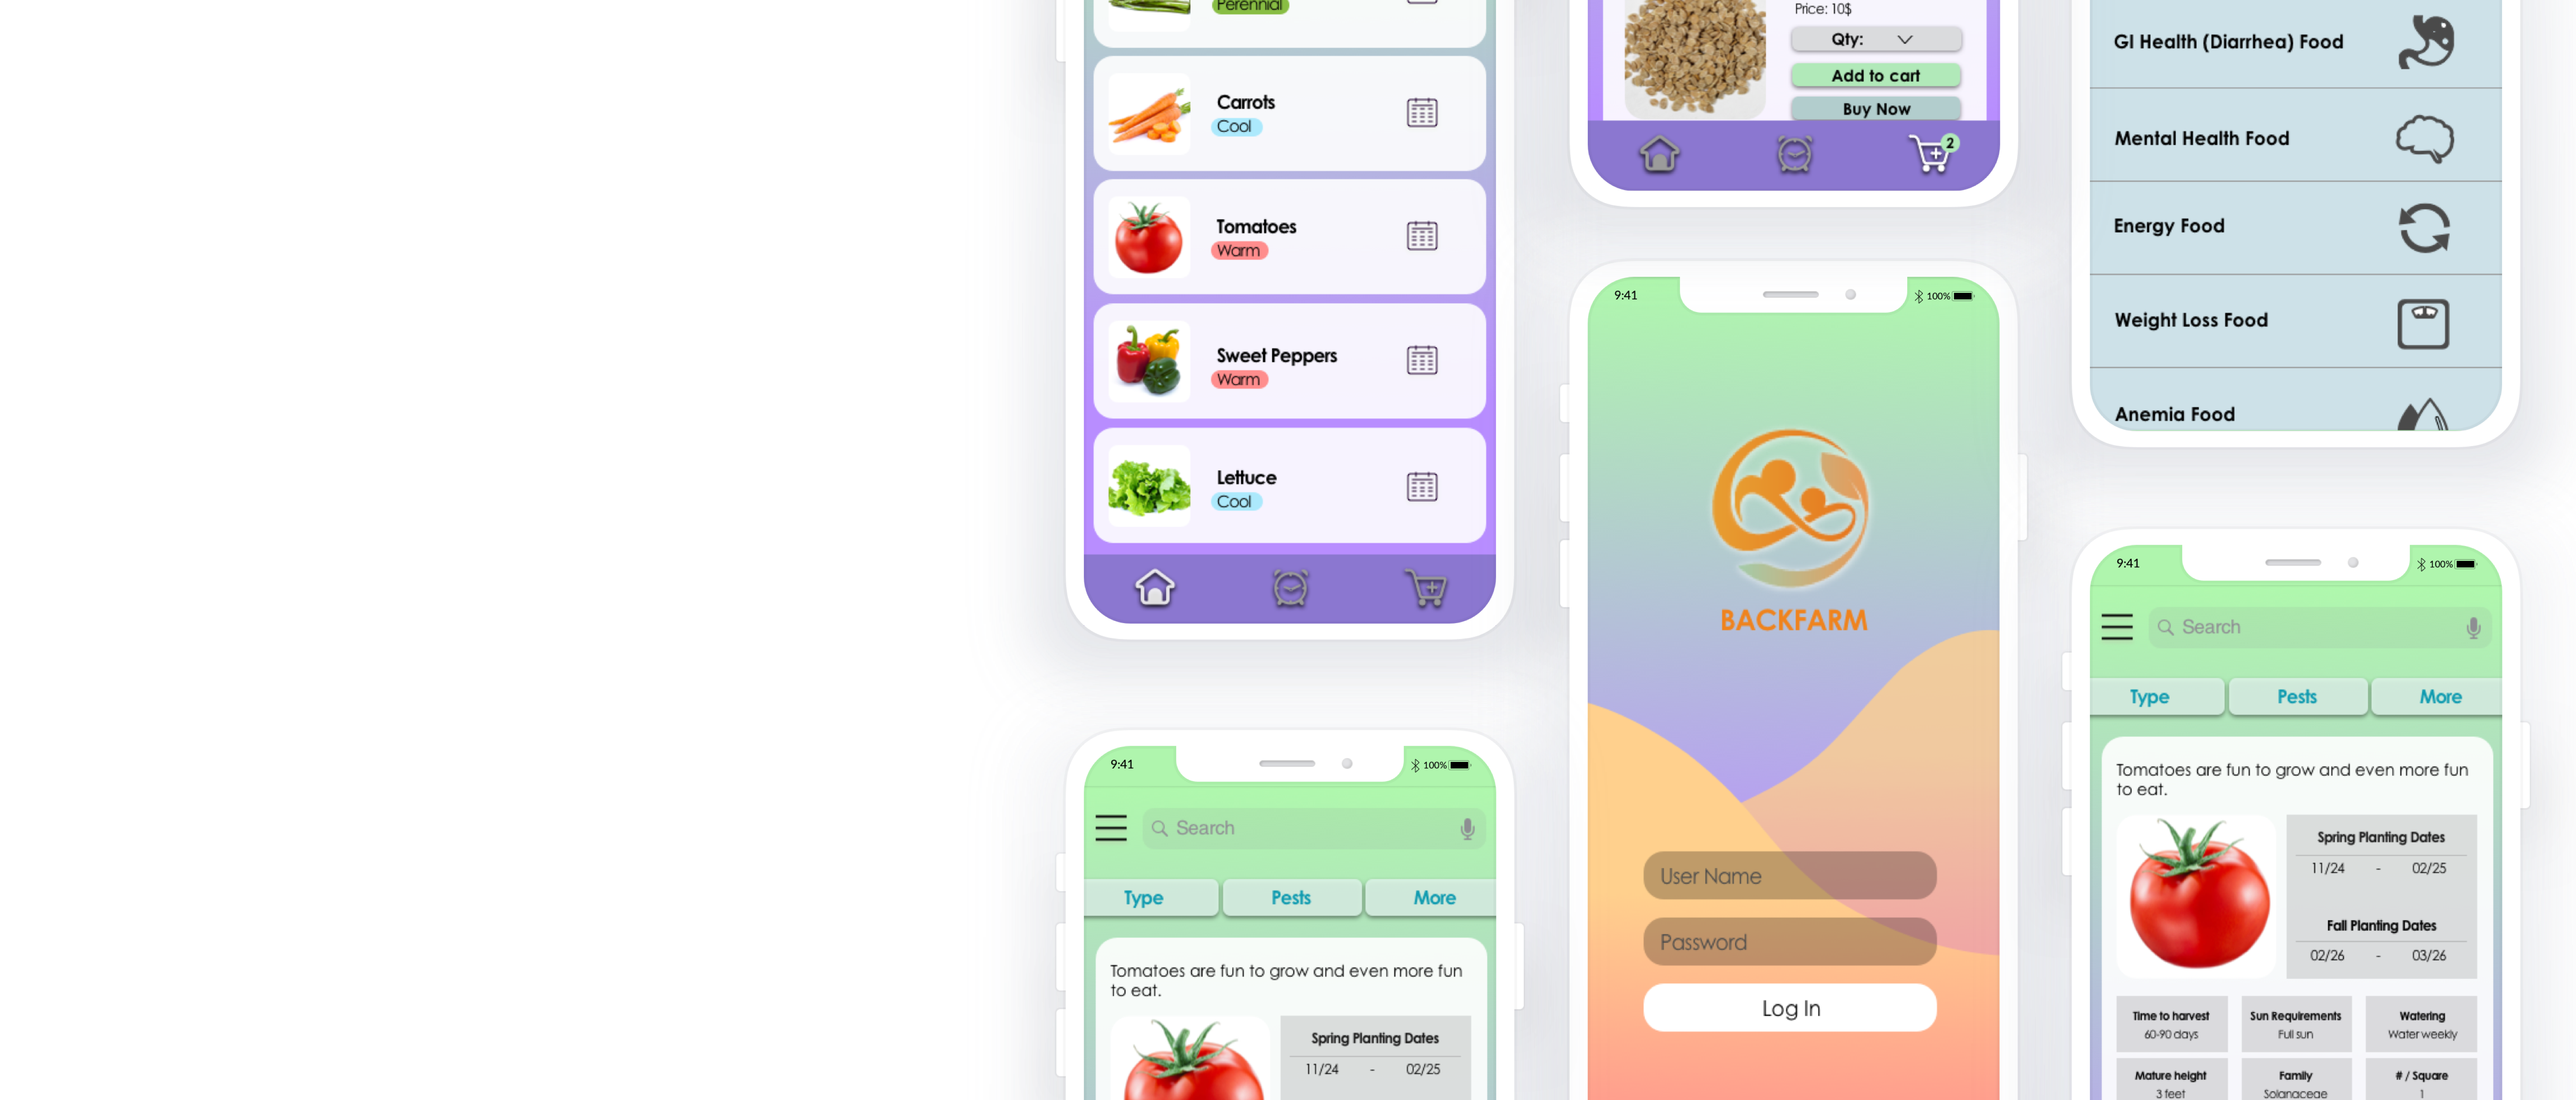 Perennial
Carrots
Cool
Tomatoes
Warm
Sweet Peppers
Warm
Lettuce
Cool
9:41
100%
Search
Type
Pests
More
Tomatoes are fun to grow and even more fun
to eat.
Spring Planting Dates
11/24 - 02/25
Price: 10$
Qty:
Add to cart
Buy Now
2
9:41
100%
BACKFARM
User Name
Password
Log In
GI Health (Diarrhea) Food
Mental Health Food
Energy Food
Weight Loss Food
Anemia Food
9:41
100%
Search
Type
Pests
More
Tomatoes are fun to grow and even more fun
to eat.
Spring Planting Dates
11/24 - 02/25
Fall Planting Dates
02/26 - 03/26
Time to harvest
60-90 days
Sun Requirements
Full sun
Watering
Water weekly
Mature height
3 feet
Family
Solanaceae
# / Square
1